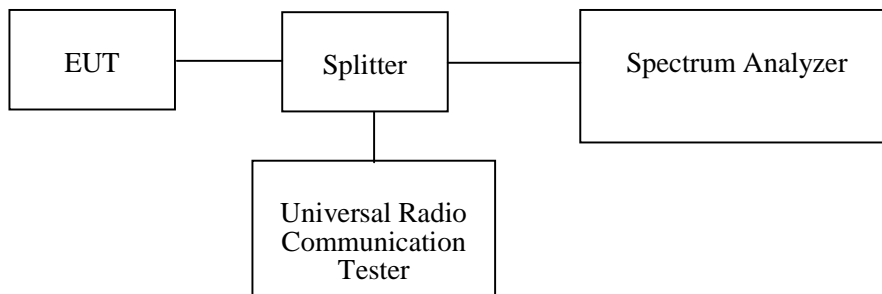 EUT
Splitter
Spectrum Analyzer
Universal Radio
Communication
Tester